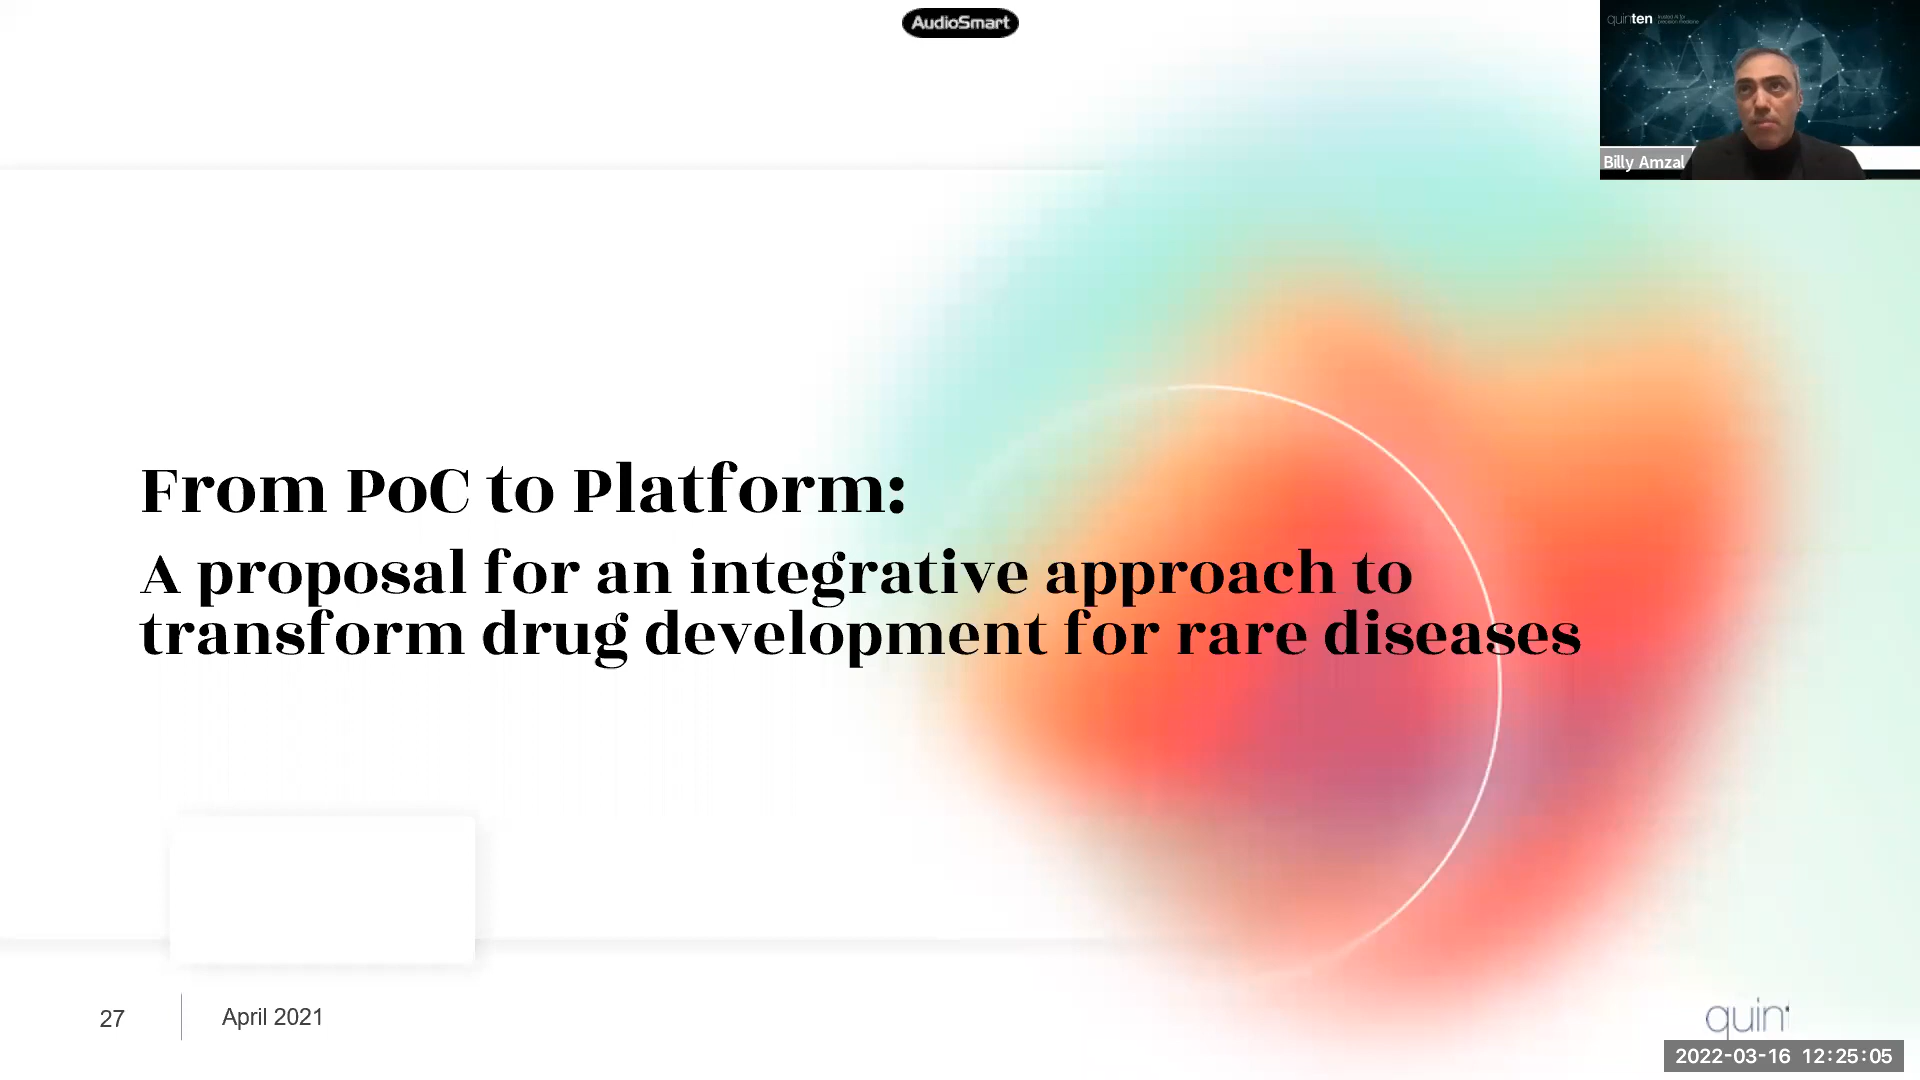 AudioSmart
quinten
Billy Amzal
From PoC to Platform:
A proposal for an integrative approach to
transform drug development for rare diseases
27
April 2021
quin
2022-03-16 12:25:05